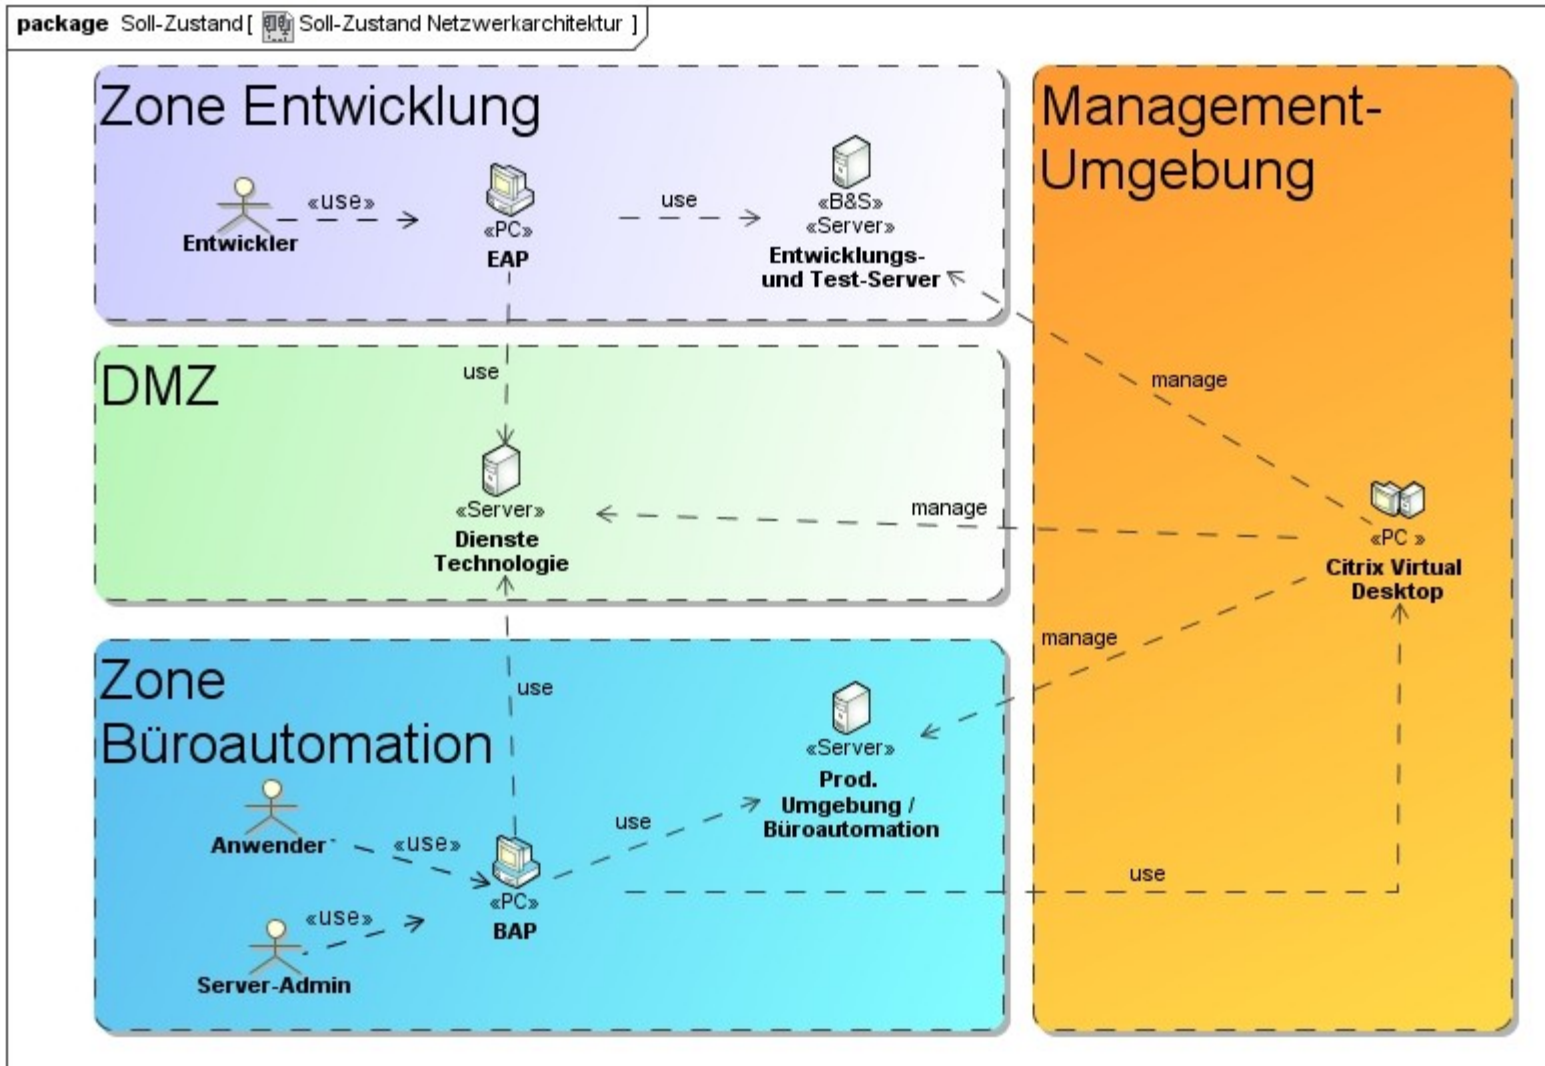 package Soll-Zustand [ Soll-Zustand Netzwerkarchitektur ]
Zone Entwicklung
Entwickler
«use»
«PC»
EAP
use
«B&S»
«Server»
Entwicklungs-
und Test-Server
Management-
Umgebung
use
manage
DMZ
«Server»
Dienste
Technologie
manage
«PC »
Citrix Virtual
Desktop
manage
Zone
Büroautomation
use
«Server»
Prod.
Umgebung /
Büroautomation
Anwender
«use»
use
«PC»
BAP
use
«use»
Server-Admin